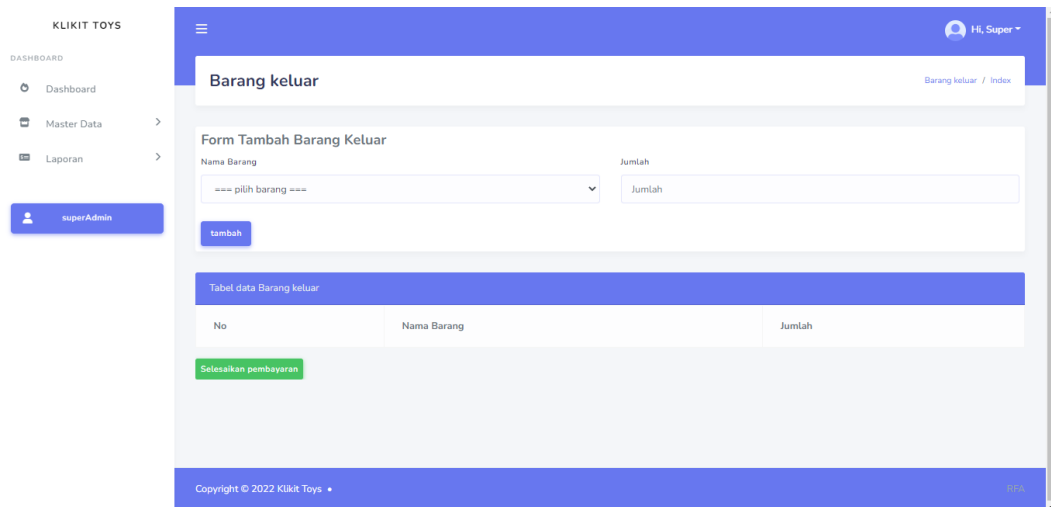 KLIKIT TOYS
Hi, Super
DASHBOARD
Dashboard
Master Data
Laporan
superAdmin
Barang keluar
Barang keluar / Index
Form Tambah Barang Keluar
Nama Barang
Jumlah
=== pilih barang ===
Jumlah
tambah
Tabel data Barang keluar
No Nama Barang Jumlah
Selesaikan pembayaran
Copyright © 2022 Klikit Toys •
RFA